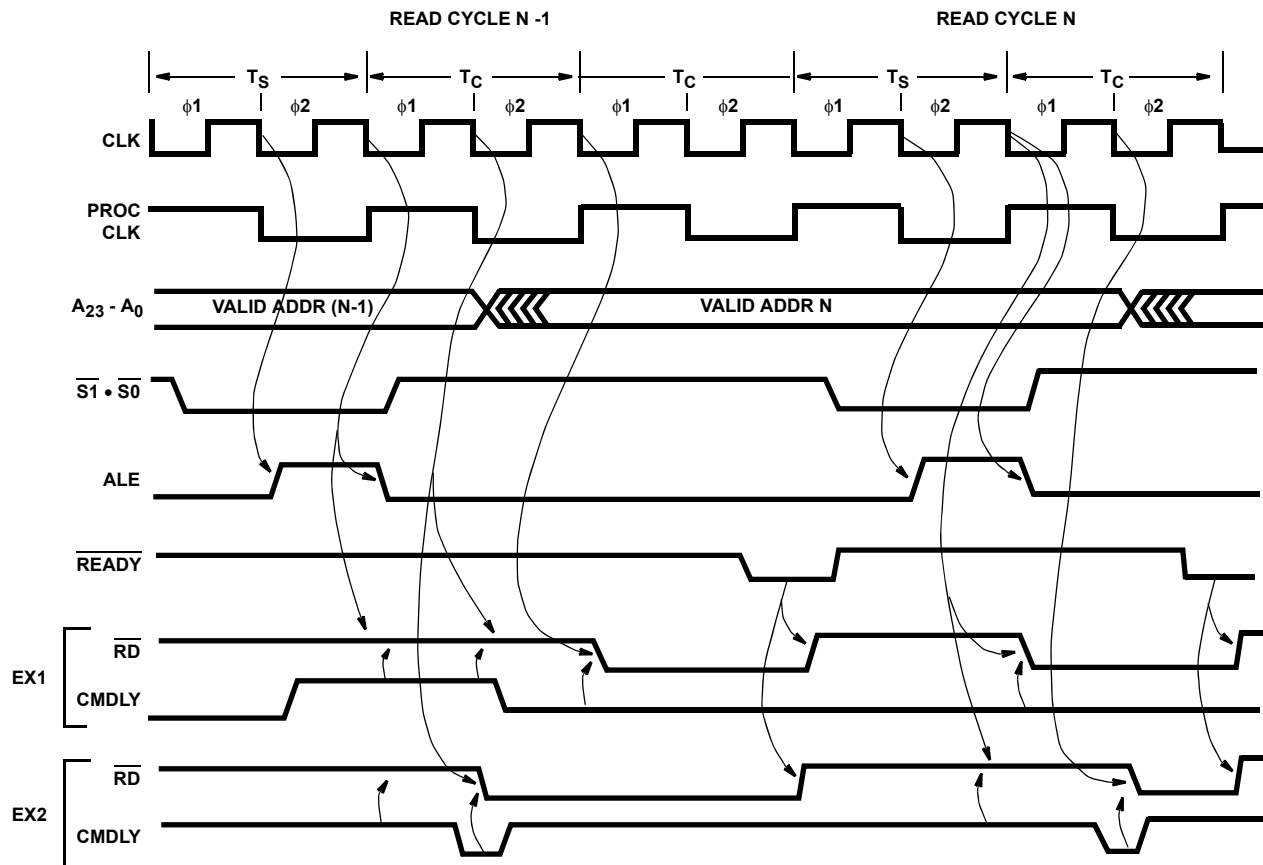 READ CYCLE N -1
READ CYCLE N
TS TC TC TS TC
ϕ1 ϕ2 ϕ1 ϕ2 ϕ1 ϕ2 ϕ1 ϕ2 ϕ1 ϕ2
CLK
PROC
CLK
A23 - A0
VALID ADDR (N-1)
VALID ADDR N
S1 • S0
ALE
READY
EX1
RD
CMDLY
EX2
RD
CMDLY